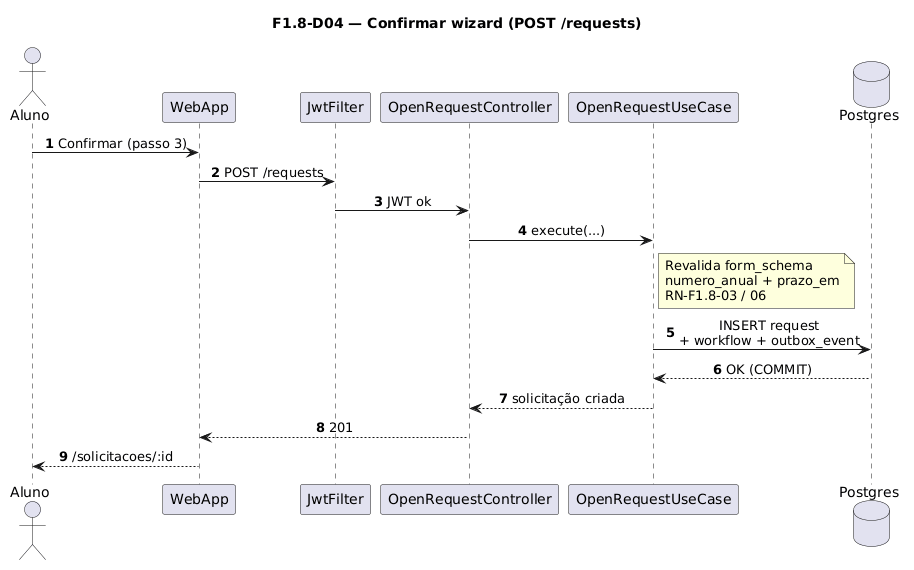 F1.8-D04 — Confirmar wizard (POST /requests)
Aluno
WebApp
JwtFilter
OpenRequestController
OpenRequestUseCase
Postgres
1 Confirmar (passo 3)
2 POST /requests
3 JWT ok
4 execute(...)
Revalida form_schema
numero_anual + prazo_em
RN-F1.8-03 / 06
5 INSERT request
+ workflow + outbox_event
6 OK (COMMIT)
7 solicitação criada
8 201
9 /solicitacoes/:id
Aluno
WebApp
JwtFilter
OpenRequestController
OpenRequestUseCase
Postgres